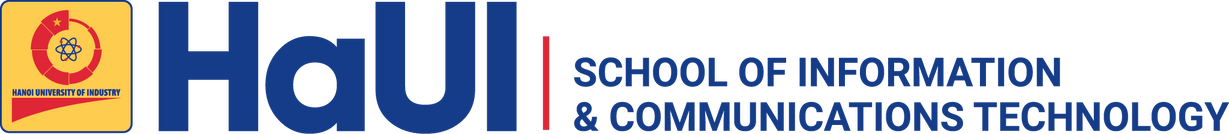 HANOI UNIVERSITY OF INDUSTRY
HaUI
SCHOOL OF INFORMATION
& COMMUNICATIONS TECHNOLOGY